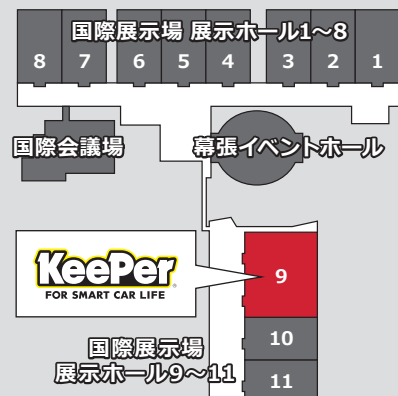 国際展示場 展示ホール1〜8
8 7 6 5 4 3 2 1
国際会議場
幕張イベントホール
KeePer®
FOR SMART CAR LIFE
9
10
国際展示場
展示ホール9〜11
11